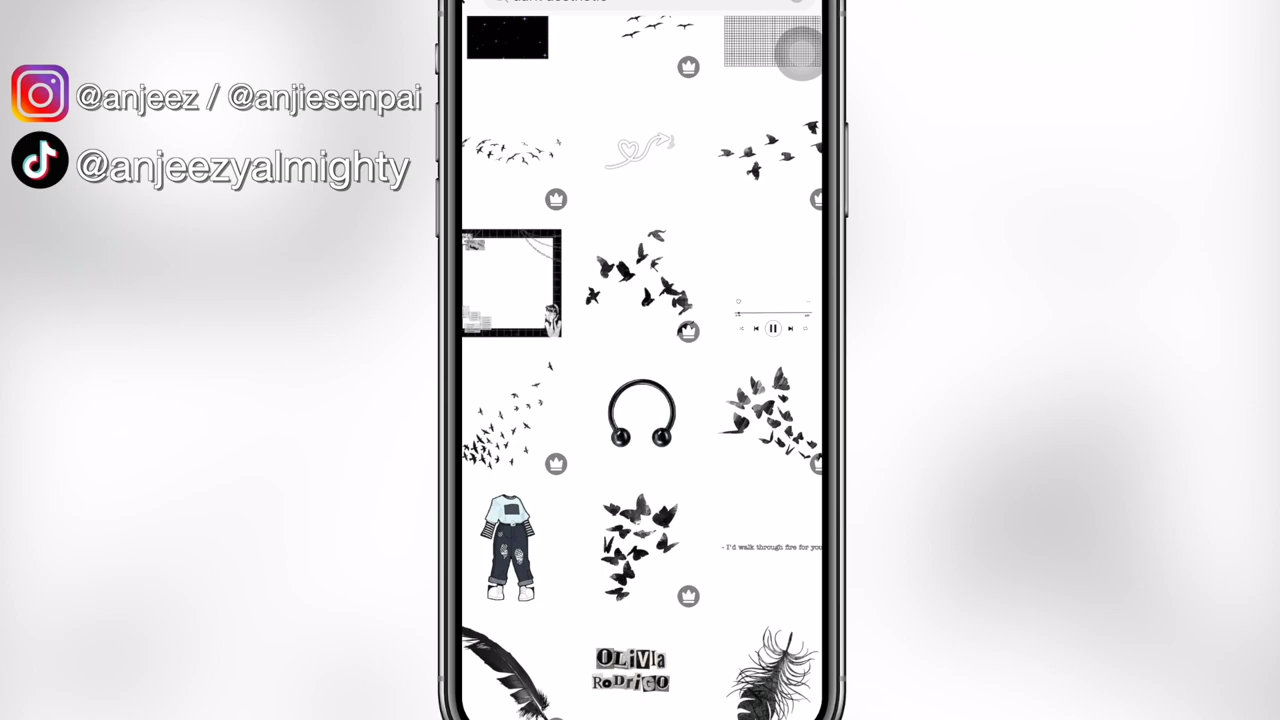 @anjeez / @anjiesenpai
@anjeezyalmighty
- I'd walk through fire for you
OLiVIa
RoDriGO